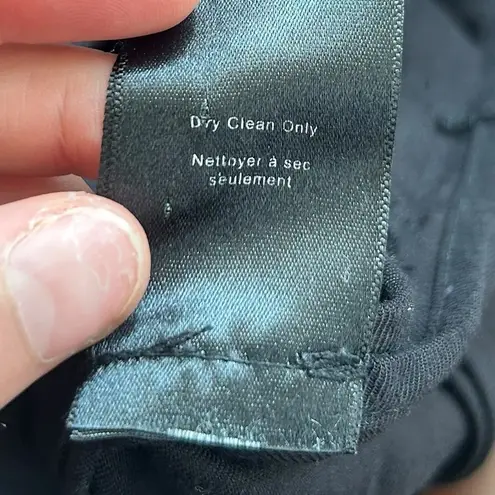 Dry Clean Only
Nettoyer à sec
seulement